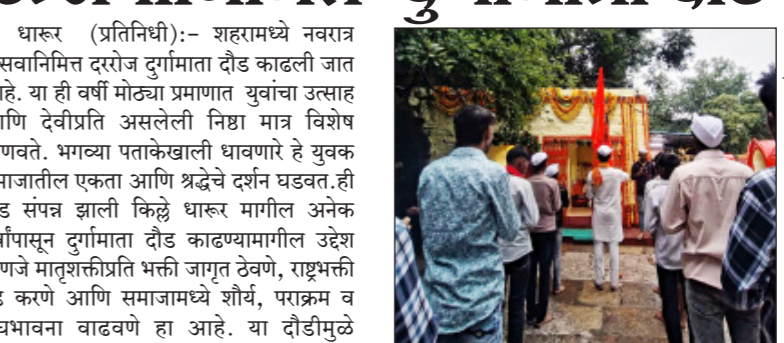 धारूर (प्रतिनिधी):- शहरामध्ये नवरात्र
सवानिमित्त दररोज दुर्गामाता दौड काढली जात
हे. या ही वर्षी मोठ्या प्रमाणात युवांचा उत्साह
णि देवीप्रति असलेली निष्ठा मात्र विशेष
णवते. भगव्या पताकेखाली धावणारे हे युवक
माजातील एकता आणि श्रद्धेचे दर्शन घडवत.ही
ड संपन्न झाली किल्ले धारूर मागील अनेक
र्षांपासून दुर्गामाता दौड काढण्यामागील उद्देश
णजे मातृशक्तीप्रति भक्ती जागृत ठेवणे, राष्ट्रभक्ती
करणे आणि समाजामध्ये शौर्य, पराक्रम व
घभावना वाढवणे हा आहे. या दौडीमुळे